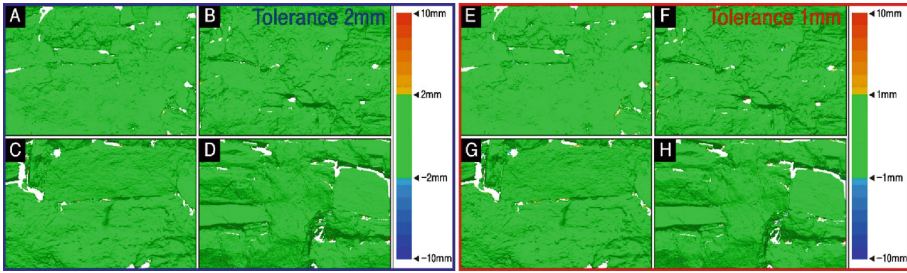 A
B
Tolerance 2mm
10mm
2mm
−2mm
−10mm
C
D
E
F
Tolerance 1mm
10mm
1mm
−1mm
−10mm
G
H